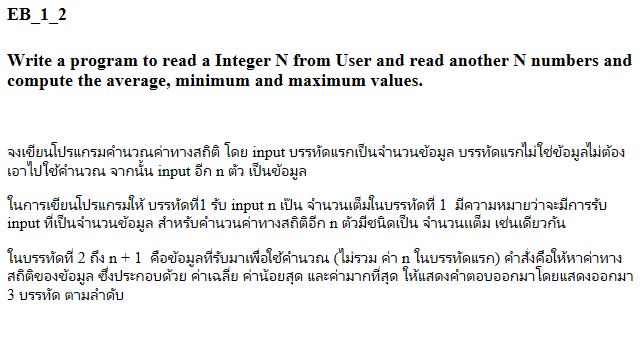 EB_1_2
Write a program to read a Integer N from User and read another N numbers and
compute the average, minimum and maximum values.
จงเขียนโปรแกรมคำนวณค่าทางสถิติ โดย input บรรทัดแรกเป็นจำนวนข้อมูล บรรทัดแรกไม่ใช่ข้อมูลไม่ต้อง
เอาไปใช้คำนวณ จากนั้น input อีก n ตัว เป็นข้อมูล
ในการเขียนโปรแกรมให้ บรรทัดที่1 รับ input n เป็น จำนวนเต็มในบรรทัดที่ 1 มีความหมายว่าจะมีการรับ
input ที่เป็นจำนวนข้อมูล สำหรับคำนวณค่าทางสถิติอีก n ตัวมีชนิดเป็น จำนวนแต็ม เช่นเดียวกัน
ในบรรทัดที่ 2 ถึง n + 1 คือข้อมูลที่รับมาเพื่อใช้คำนวณ (ไม่รวม ค่า n ในบรรทัดแรก) คำสั่งคือให้หาค่าทาง
สถิติของข้อมูล ซึ่งประกอบด้วย ค่าเฉลี่ย ค่าน้อยสุด และค่ามากที่สุด ให้แสดงคำตอบออกมาโดยแสดงออกมา
3 บรรทัด ตามลำดับ